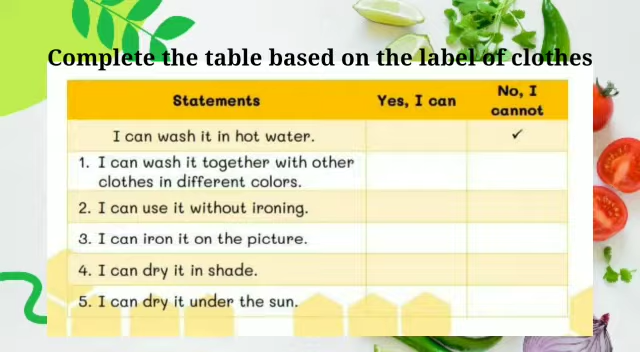 Complete the table based on the label of clothes
Statements Yes, I can No, I
cannot
I can wash it in hot water. ✓
1. I can wash it together with other
clothes in different colors.
2. I can use it without ironing.
3. I can iron it on the picture.
4. I can dry it in shade.
5. I can dry it under the sun.